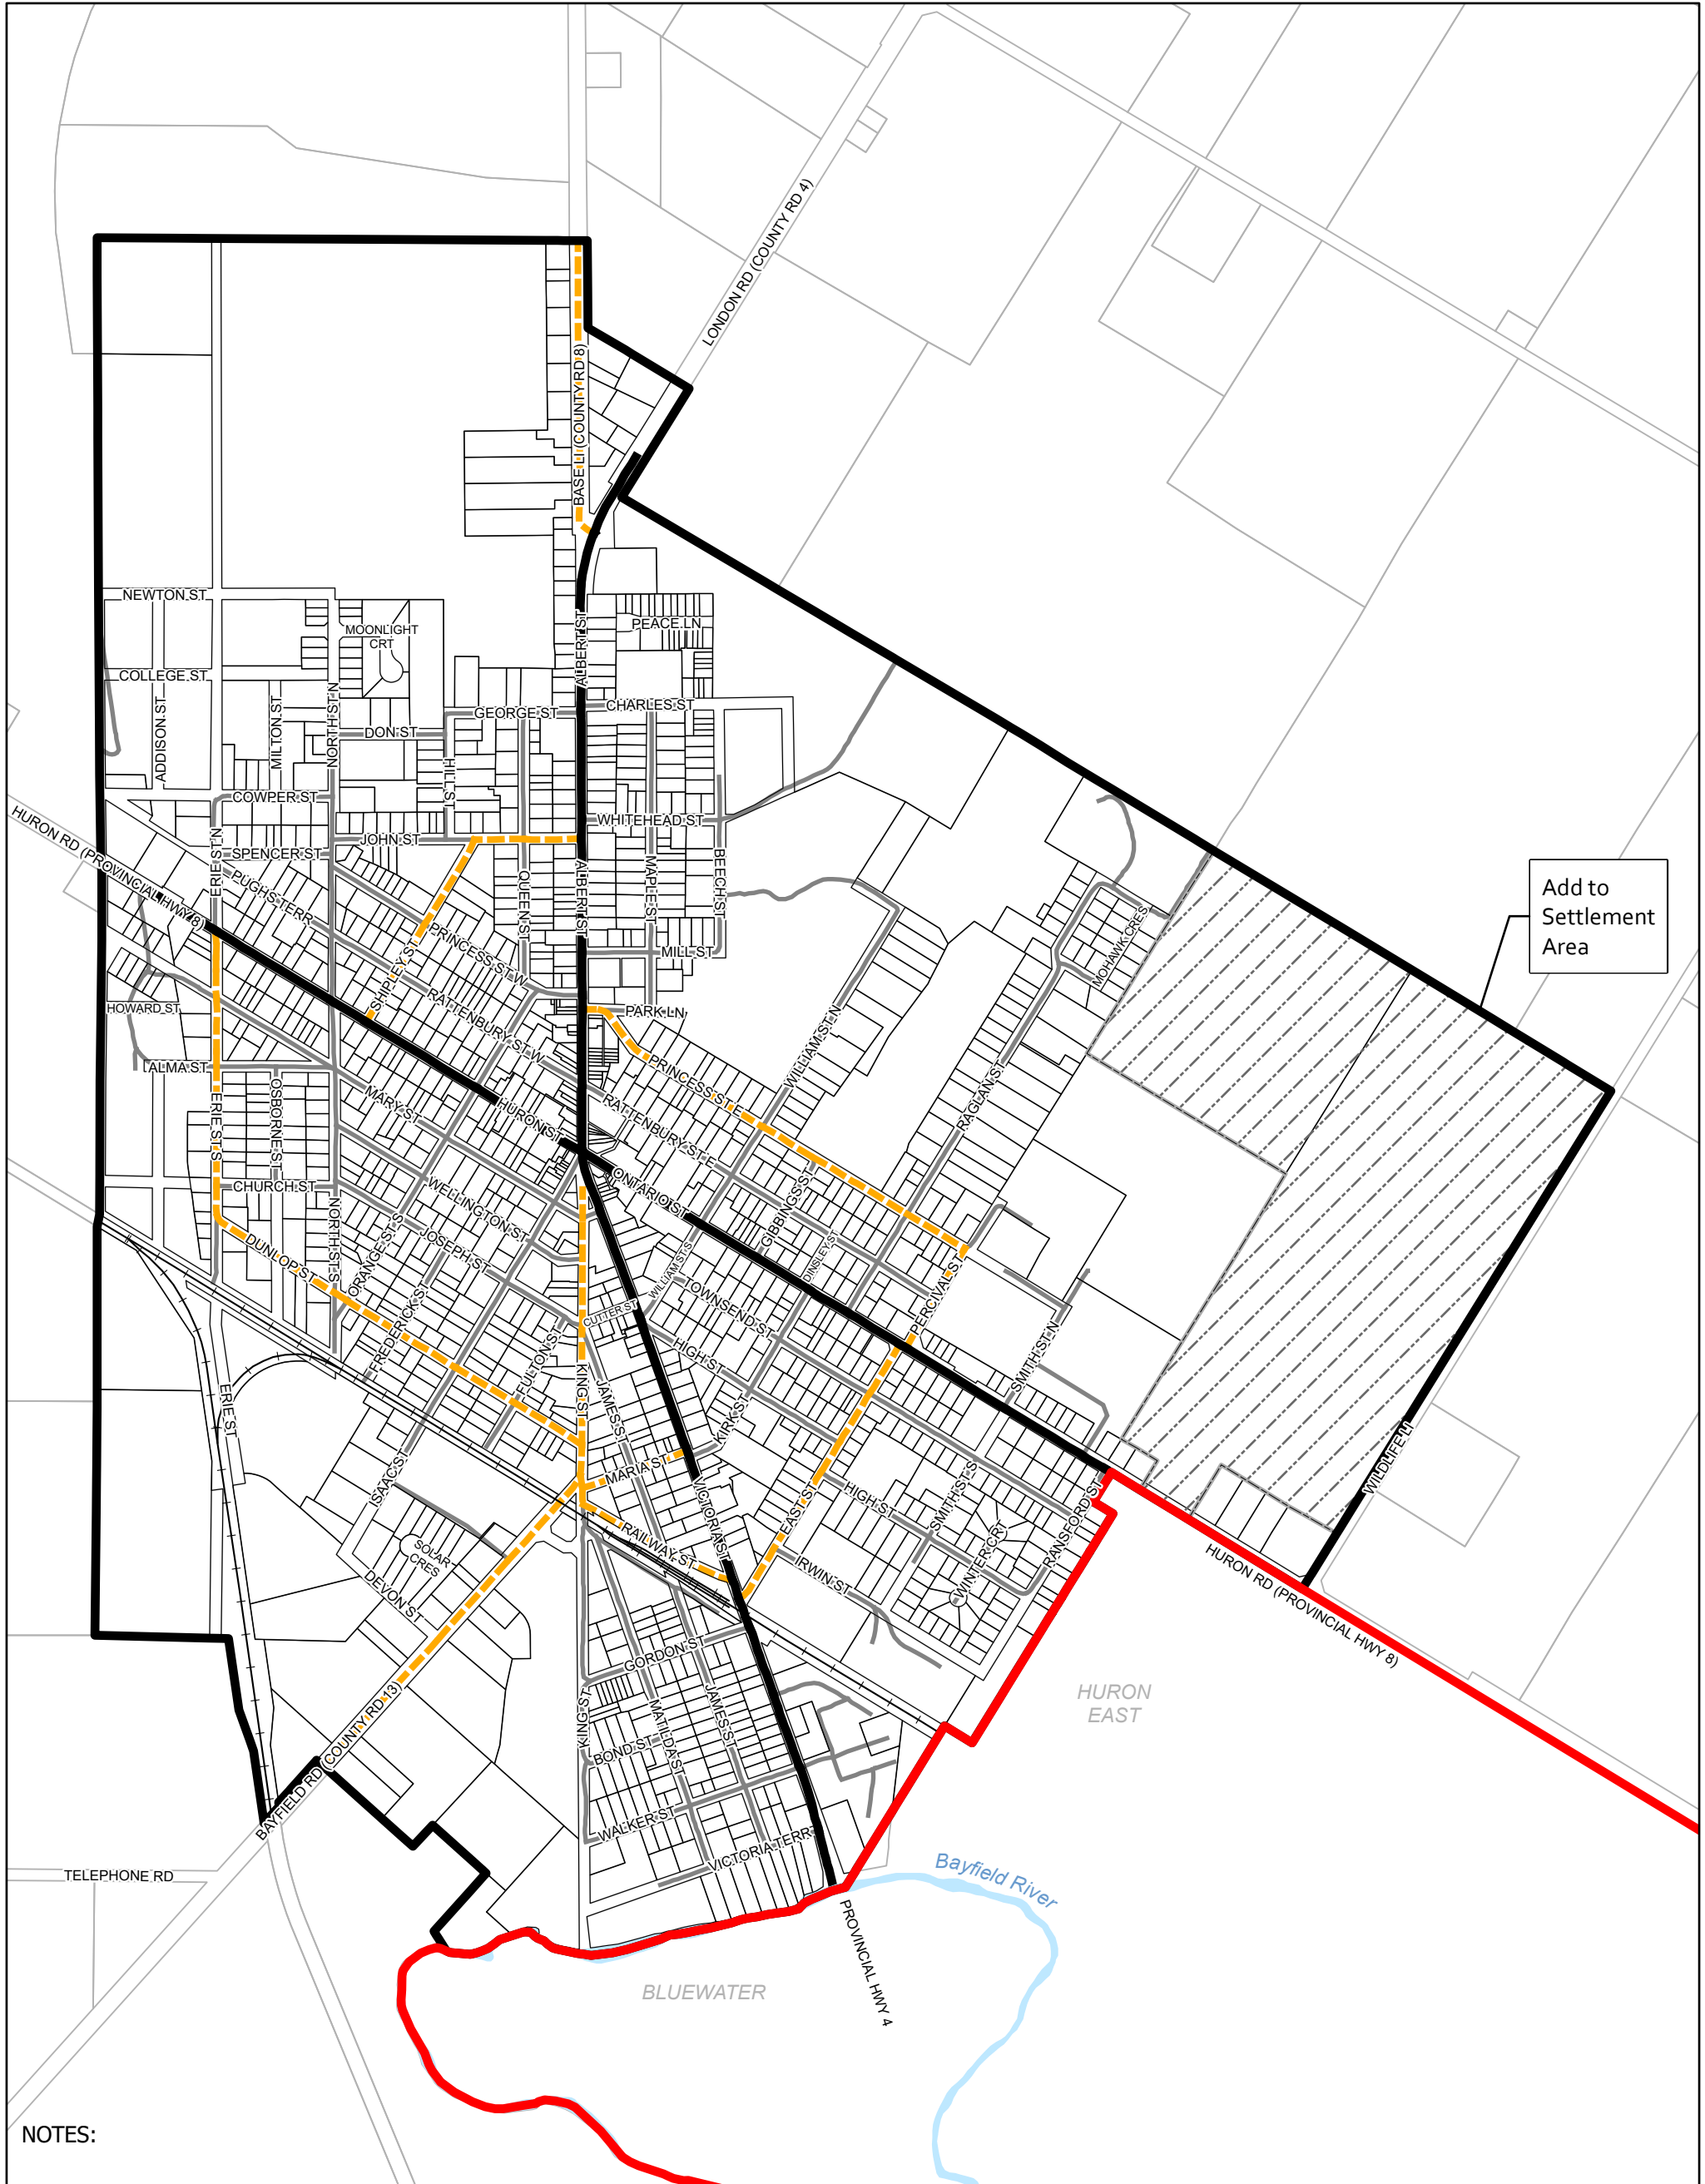 LONDON RD (COUNTY RD 4)
BASE LI (COUNTY RD 8)
NEWTON ST
MOONLIGHT
CRT
PEACE LN
ALBERT ST
COLLEGE ST
ADDISON ST
MILTON ST
NORTH ST N
GEORGE ST
CHARLES ST
DON ST
HILL ST
COWPER ST
HURON RD (PROVINCIAL HWY 8)
ERIE ST N
SPENCER ST
JOHN ST
WHITEHEAD ST
PUGHS TERR
QUEEN ST
ALBERT ST
MAPLE ST
BEECH ST
Add to
Settlement
Area
SHIPLEY ST
PRINCESS ST W
MILL ST
MOHAWK CRES
HOWARD ST
RATTENBURY ST W
PARK LN
WILLIAM ST N
ALMA ST
OSBORNE ST
MARY ST
PRINCESS ST E
RAGLAN ST
ERIE ST S
HURON ST
RATTENBURY ST E
CHURCH ST
NORTH ST S
WELLINGTON ST
ONTARIO ST
GIBBINGS ST
DUNLOP ST
ORANGE ST S
JOSEPH ST
WILLIAM ST S
DINSLEY ST
FREDERICK ST
CUTTER ST
TOWNSEND ST
PERCIVAL ST
FULTON ST
HIGH ST
SMITH ST N
ERIE ST
KING ST
JAMES ST
KIRK ST
WILDLIFE LI
ISAAC ST
MARIA ST
VICTORIA ST
EAST ST
HIGH ST
SMITH ST S
RANSFORD ST
SOLAR
CRES
RAILWAY ST
WINTER CRT
IRWIN ST
HURON RD (PROVINCIAL HWY 8)
DEVON ST
GORDON ST
BAYFIELD RD (COUNTY RD 13)
KING ST
MATILDA ST
JAMES ST
HURON
EAST
BOND ST
WALKER ST
VICTORIA TERR
TELEPHONE RD
Bayfield River
PROVINCIAL HWY 4
BLUEWATER
NOTES: